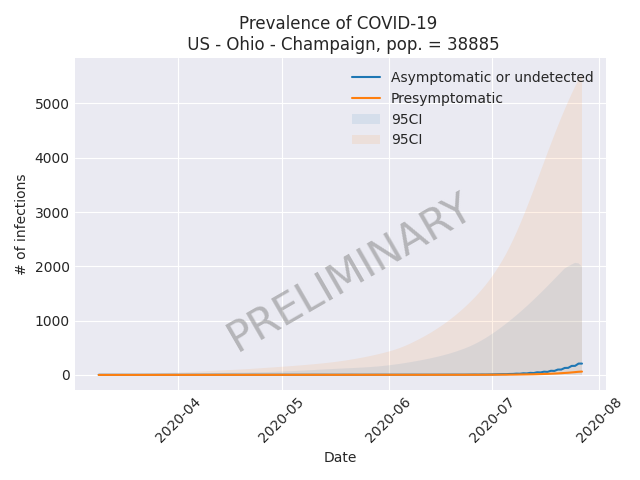 Prevalence of COVID-19
US - Ohio - Champaign, pop. = 38885
Asymptomatic or undetected
Presymptomatic
95CI
95CI
5000
4000
3000
2000
1000
0
# of infections
PRELIMINARY
2020-04
2020-05
2020-06
2020-07
2020-08
Date